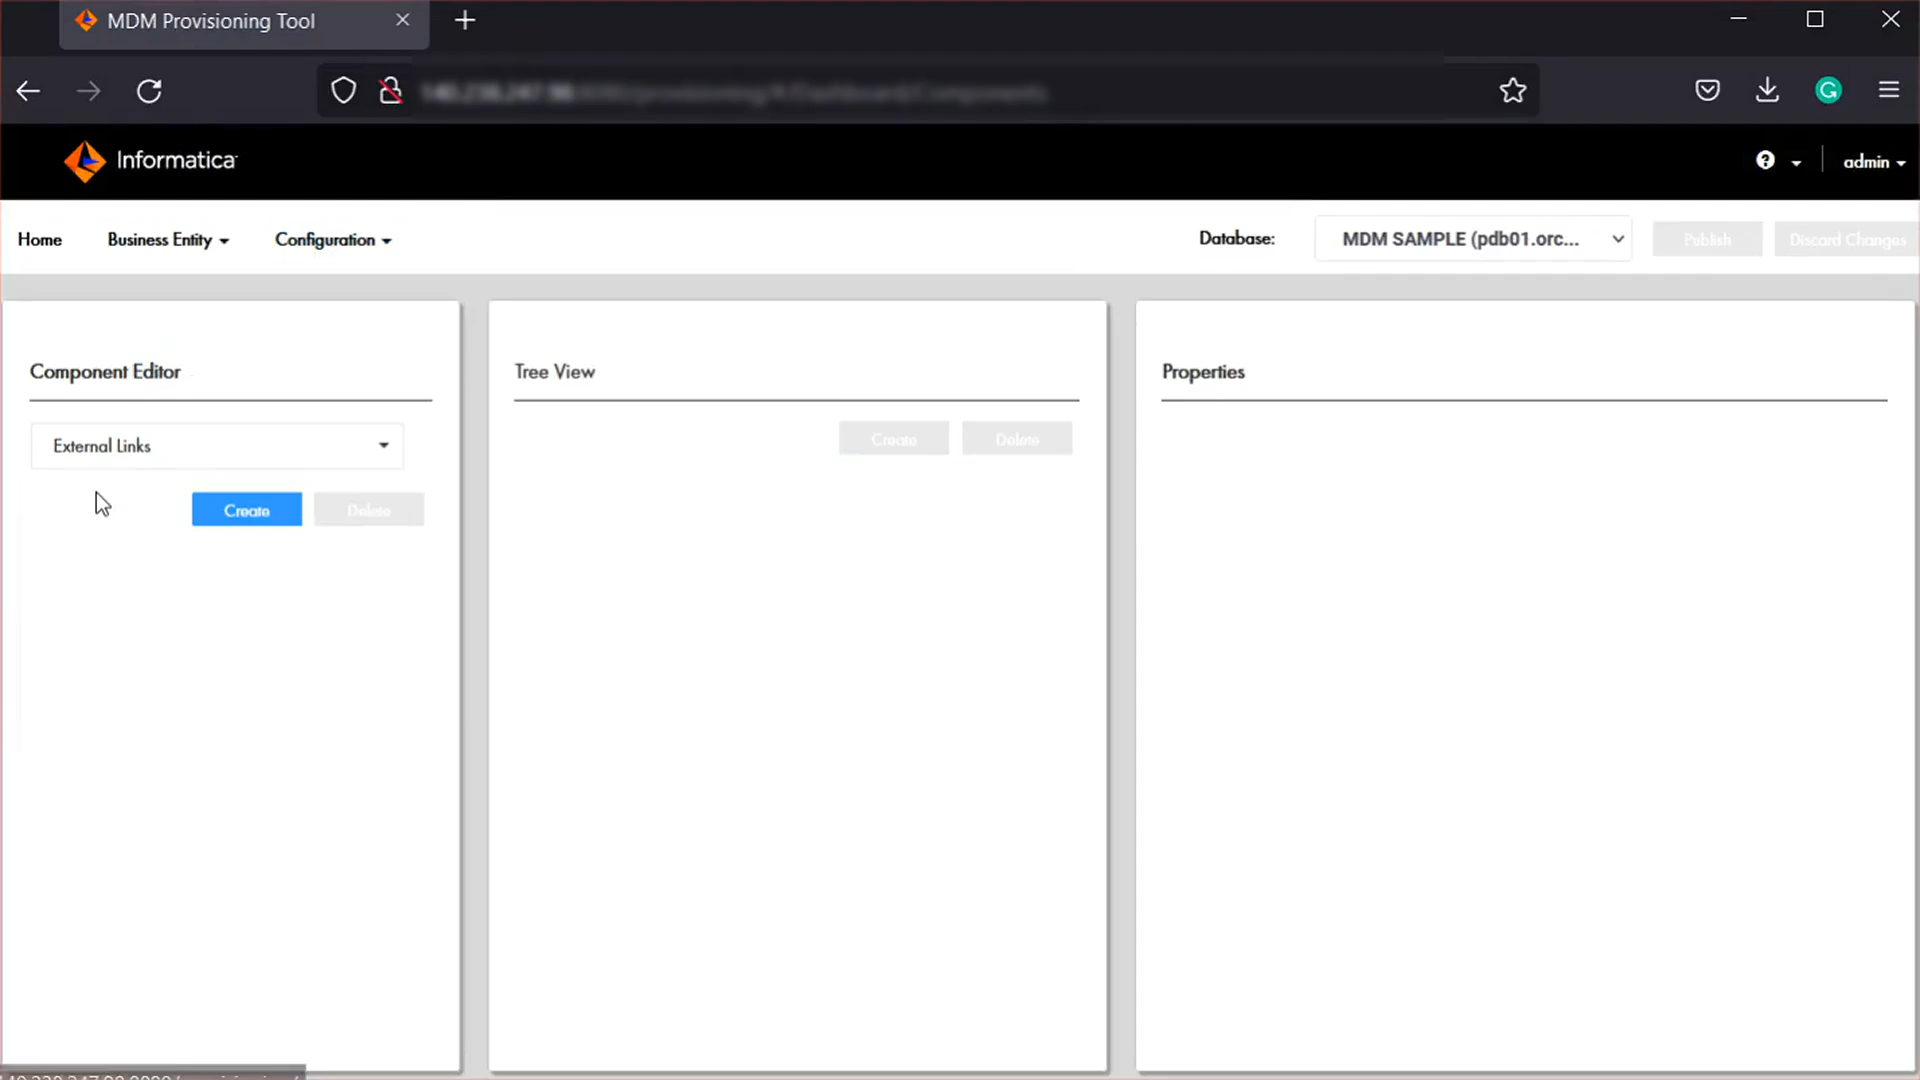 MDM Provisioning Tool
Informatica
admin
Home
Business Entity
Configuration
Database:
MDM SAMPLE (pdb01.orc...
Publish
Discard Changes
Component Editor
External Links
Create
Delete
Tree View
Create
Delete
Properties